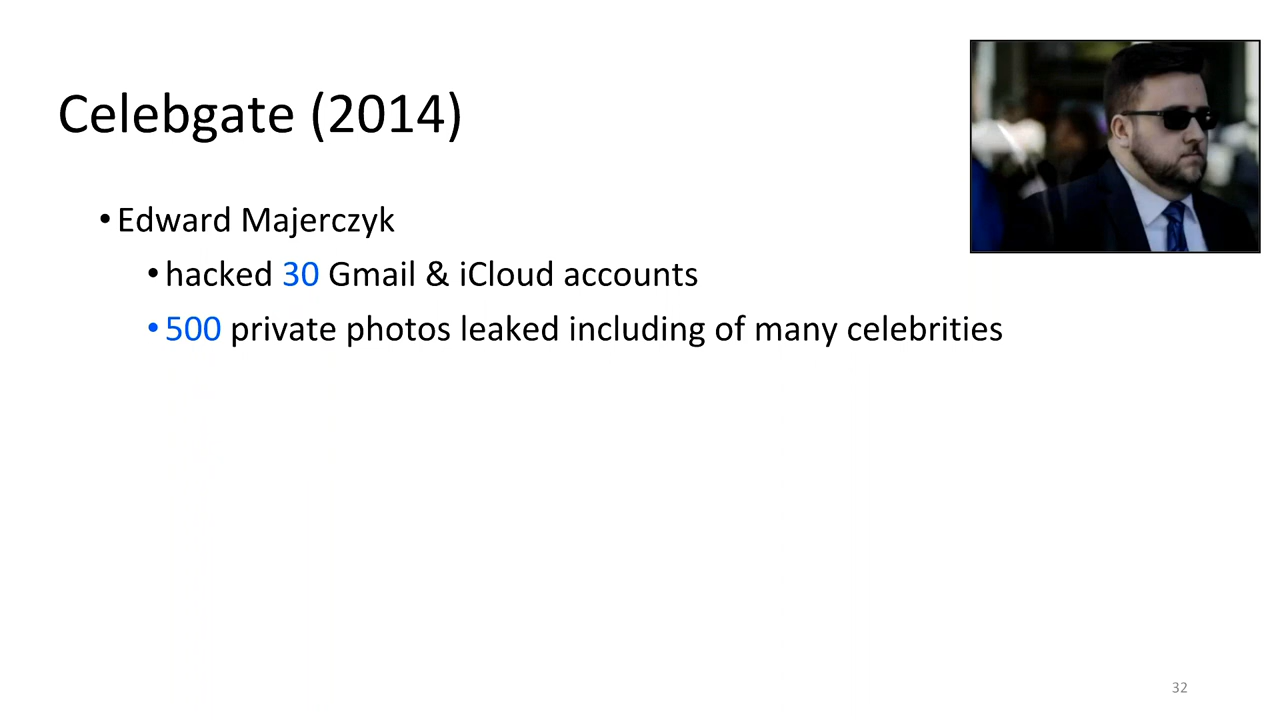 Celebgate (2014)
• Edward Majerczyk
• hacked 30 Gmail & iCloud accounts
• 500 private photos leaked including of many celebrities
32